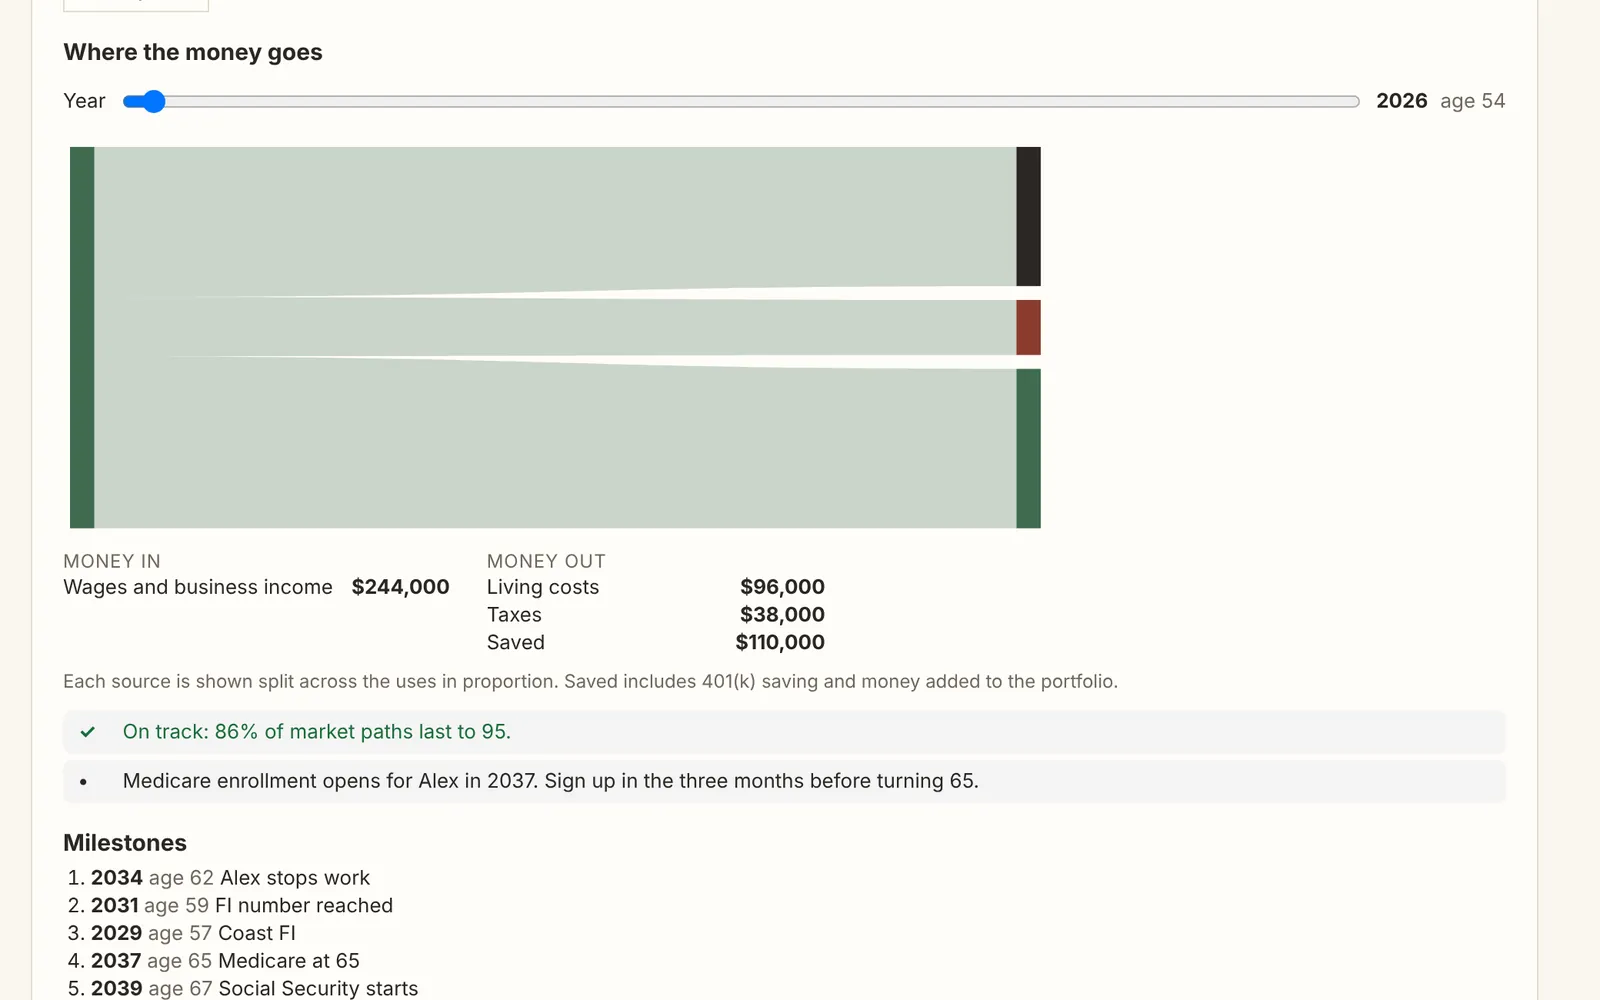 Where the money goes
Year 2026 age 54
MONEY IN MONEY OUT
Wages and business income $244,000 Living costs $96,000
Taxes $38,000
Saved $110,000
Each source is shown split across the uses in proportion. Saved includes 401(k) saving and money added to the portfolio.
✓ On track: 86% of market paths last to 95.
• Medicare enrollment opens for Alex in 2037. Sign up in the three months before turning 65.
Milestones
1. 2034 age 62 Alex stops work
2. 2031 age 59 FI number reached
3. 2029 age 57 Coast FI
4. 2037 age 65 Medicare at 65
5. 2039 age 67 Social Security starts